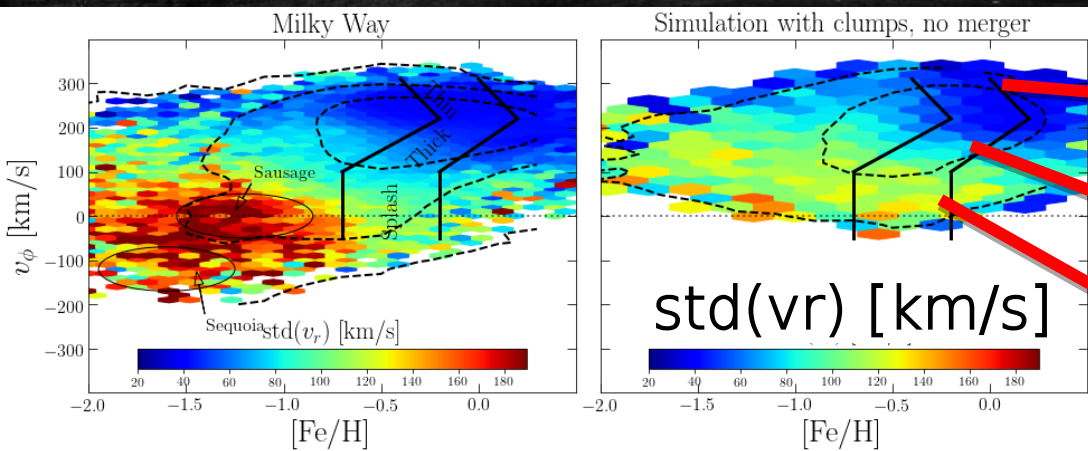 Milky Way
Simulation with clumps, no merger
300
200
100
0
−100
−200
−300
v_ϕ [km/s]
Thin
Thick
Splash
Sausage
Sequoia
std(v_r) [km/s]
20 40 60 80 100 120 140 160 180
−2.0 −1.5 −1.0 −0.5 0.0
[Fe/H]
std(vr) [km/s]
20 40 60 80 100 120 140 160 180
−2.0 −1.5 −1.0 −0.5 0.0
[Fe/H]